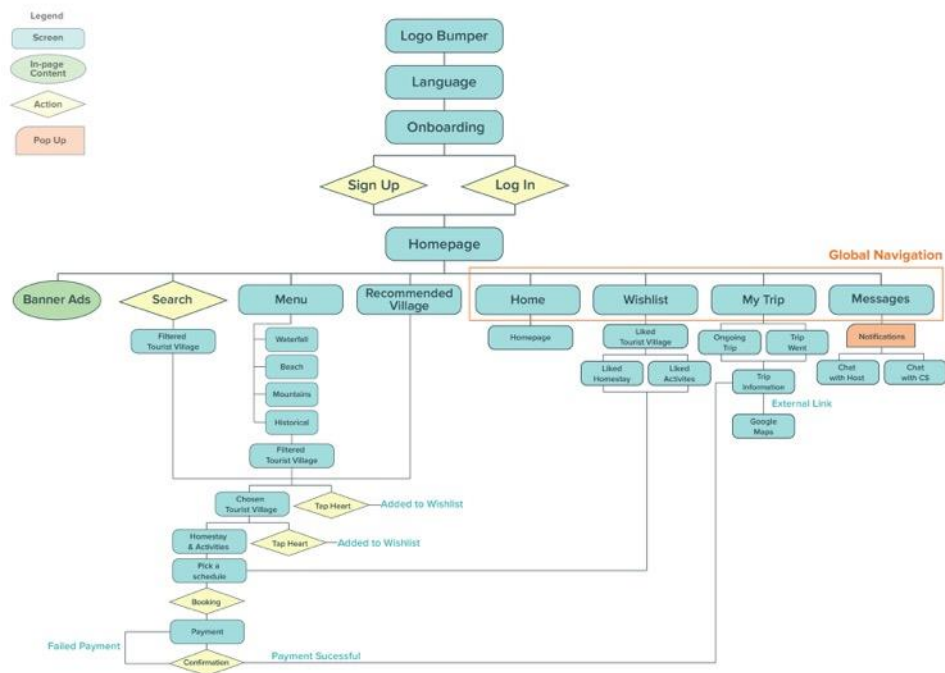 Legend
Screen
In-page
Content
Action
Pop Up
Logo Bumper
Language
Onboarding
Sign Up
Log In
Homepage
Global Navigation
Banner Ads
Search
Menu
Recommended
Village
Home
Wishlist
My Trip
Messages
Filtered
Tourist Village
Waterfall
Beach
Mountains
Historical
Filtered
Tourist Village
Homepage
Liked
Tourist Village
Liked
Homestay
Liked
Activites
Ongoing
Trip
Trip
Went
Trip
Information
External Link
Google
Maps
Notifications
Chat
with Host
Chat
with CS
Chosen
Tourist Village
Tap Heart
Added to Wishlist
Homestay
& Activities
Tap Heart
Added to Wishlist
Pick a
schedule
Booking
Payment
Failed Payment
Confirmation
Payment Sucessful